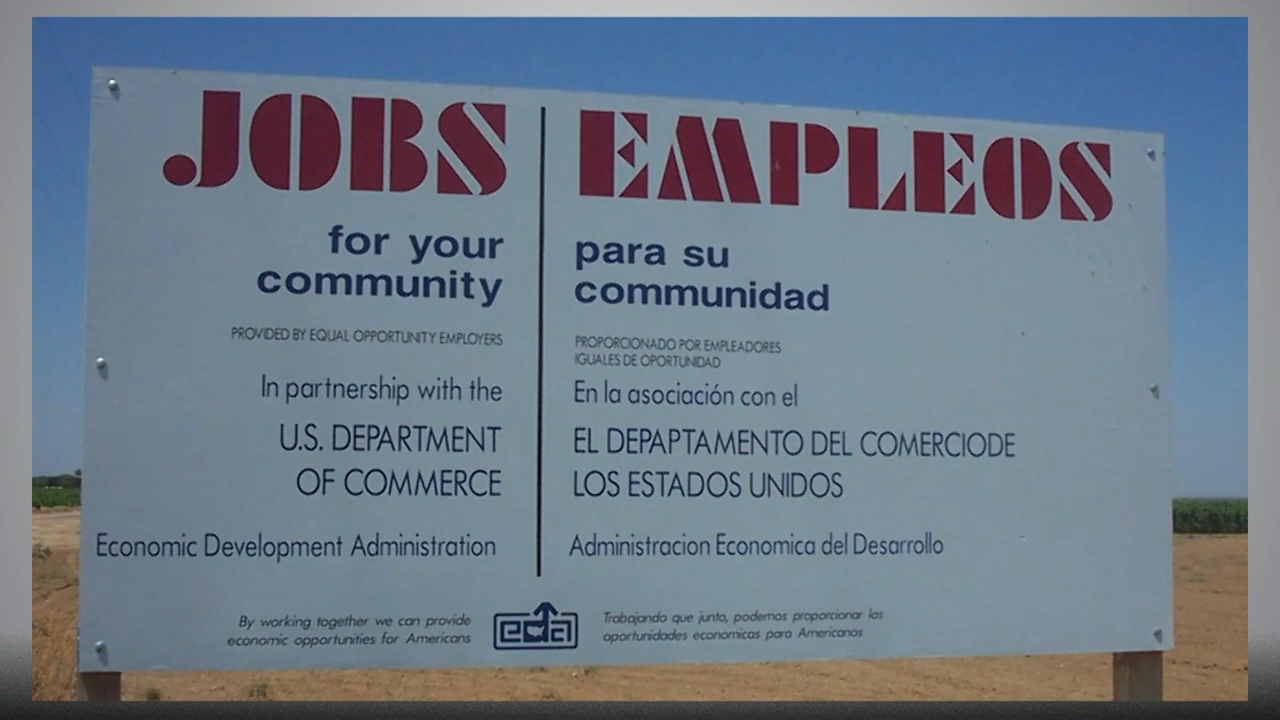 JOBS
for your
community
PROVIDED BY EQUAL OPPORTUNITY EMPLOYERS
In partnership with the
U.S. DEPARTMENT
OF COMMERCE
Economic Development Administration
By working together we can provide
economic opportunities for Americans
EMPLEOS
para su
comunidad
PROPORCIONADO POR EMPLEADORES
IGUALES DE OPORTUNIDAD
En la asociación con el
EL DEPAPTAMENTO DEL COMERCIODE
LOS ESTADOS UNIDOS
Administracion Economica del Desarrollo
Trabajando que junto, podemos proporcionar las
oportunidades economicas para Americanos
eda